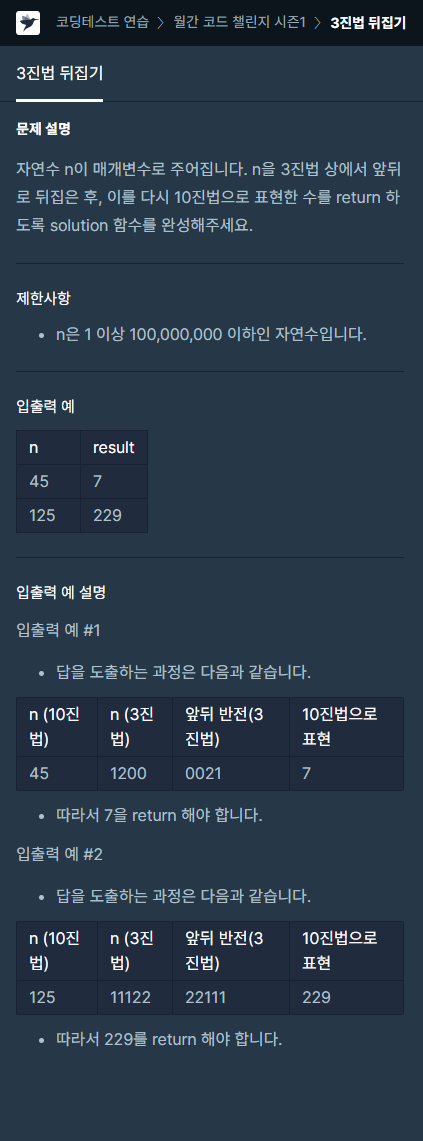 코딩테스트 연습 > 월간 코드 챌린지 시즌1 > 3진법 뒤집기
3진법 뒤집기
문제 설명
자연수 n이 매개변수로 주어집니다. n을 3진법 상에서 앞뒤
로 뒤집은 후, 이를 다시 10진법으로 표현한 수를 return 하
도록 solution 함수를 완성해주세요.
제한사항
• n은 1 이상 100,000,000 이하인 자연수입니다.
입출력 예
n result
45 7
125 229
입출력 예 설명
입출력 예 #1
• 답을 도출하는 과정은 다음과 같습니다.
n (10진 n (3진 앞뒤 반전(3 10진법으로
법) 법) 진법) 표현
45 1200 0021 7
• 따라서 7을 return 해야 합니다.
입출력 예 #2
• 답을 도출하는 과정은 다음과 같습니다.
n (10진 n (3진 앞뒤 반전(3 10진법으로
법) 법) 진법) 표현
125 11122 22111 229
• 따라서 229를 return 해야 합니다.